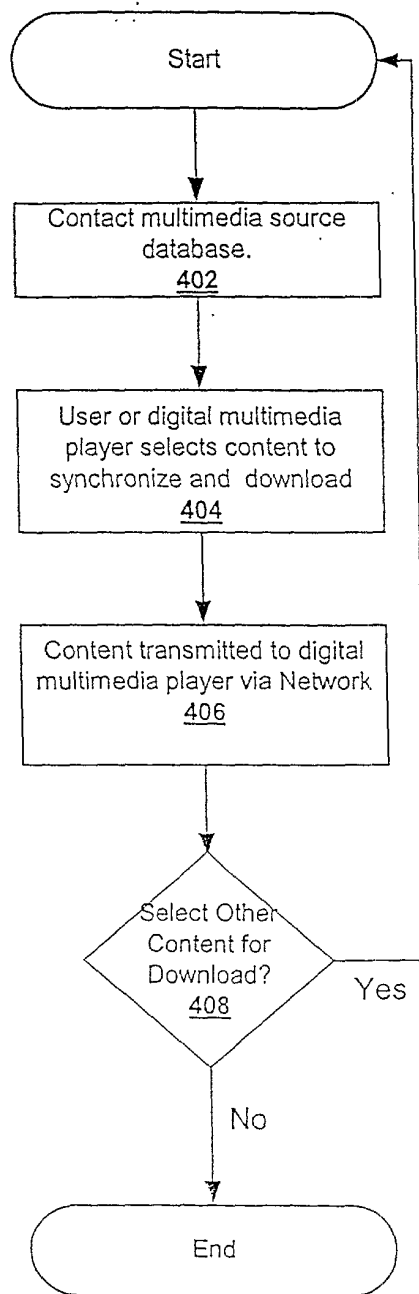 Start
Contact multimedia source
database.
402
User or digital multimedia
player selects content to
synchronize and download
404
Content transmitted to digital
multimedia player via Network
406
Select Other
Content for
Download?
408
Yes
No
End